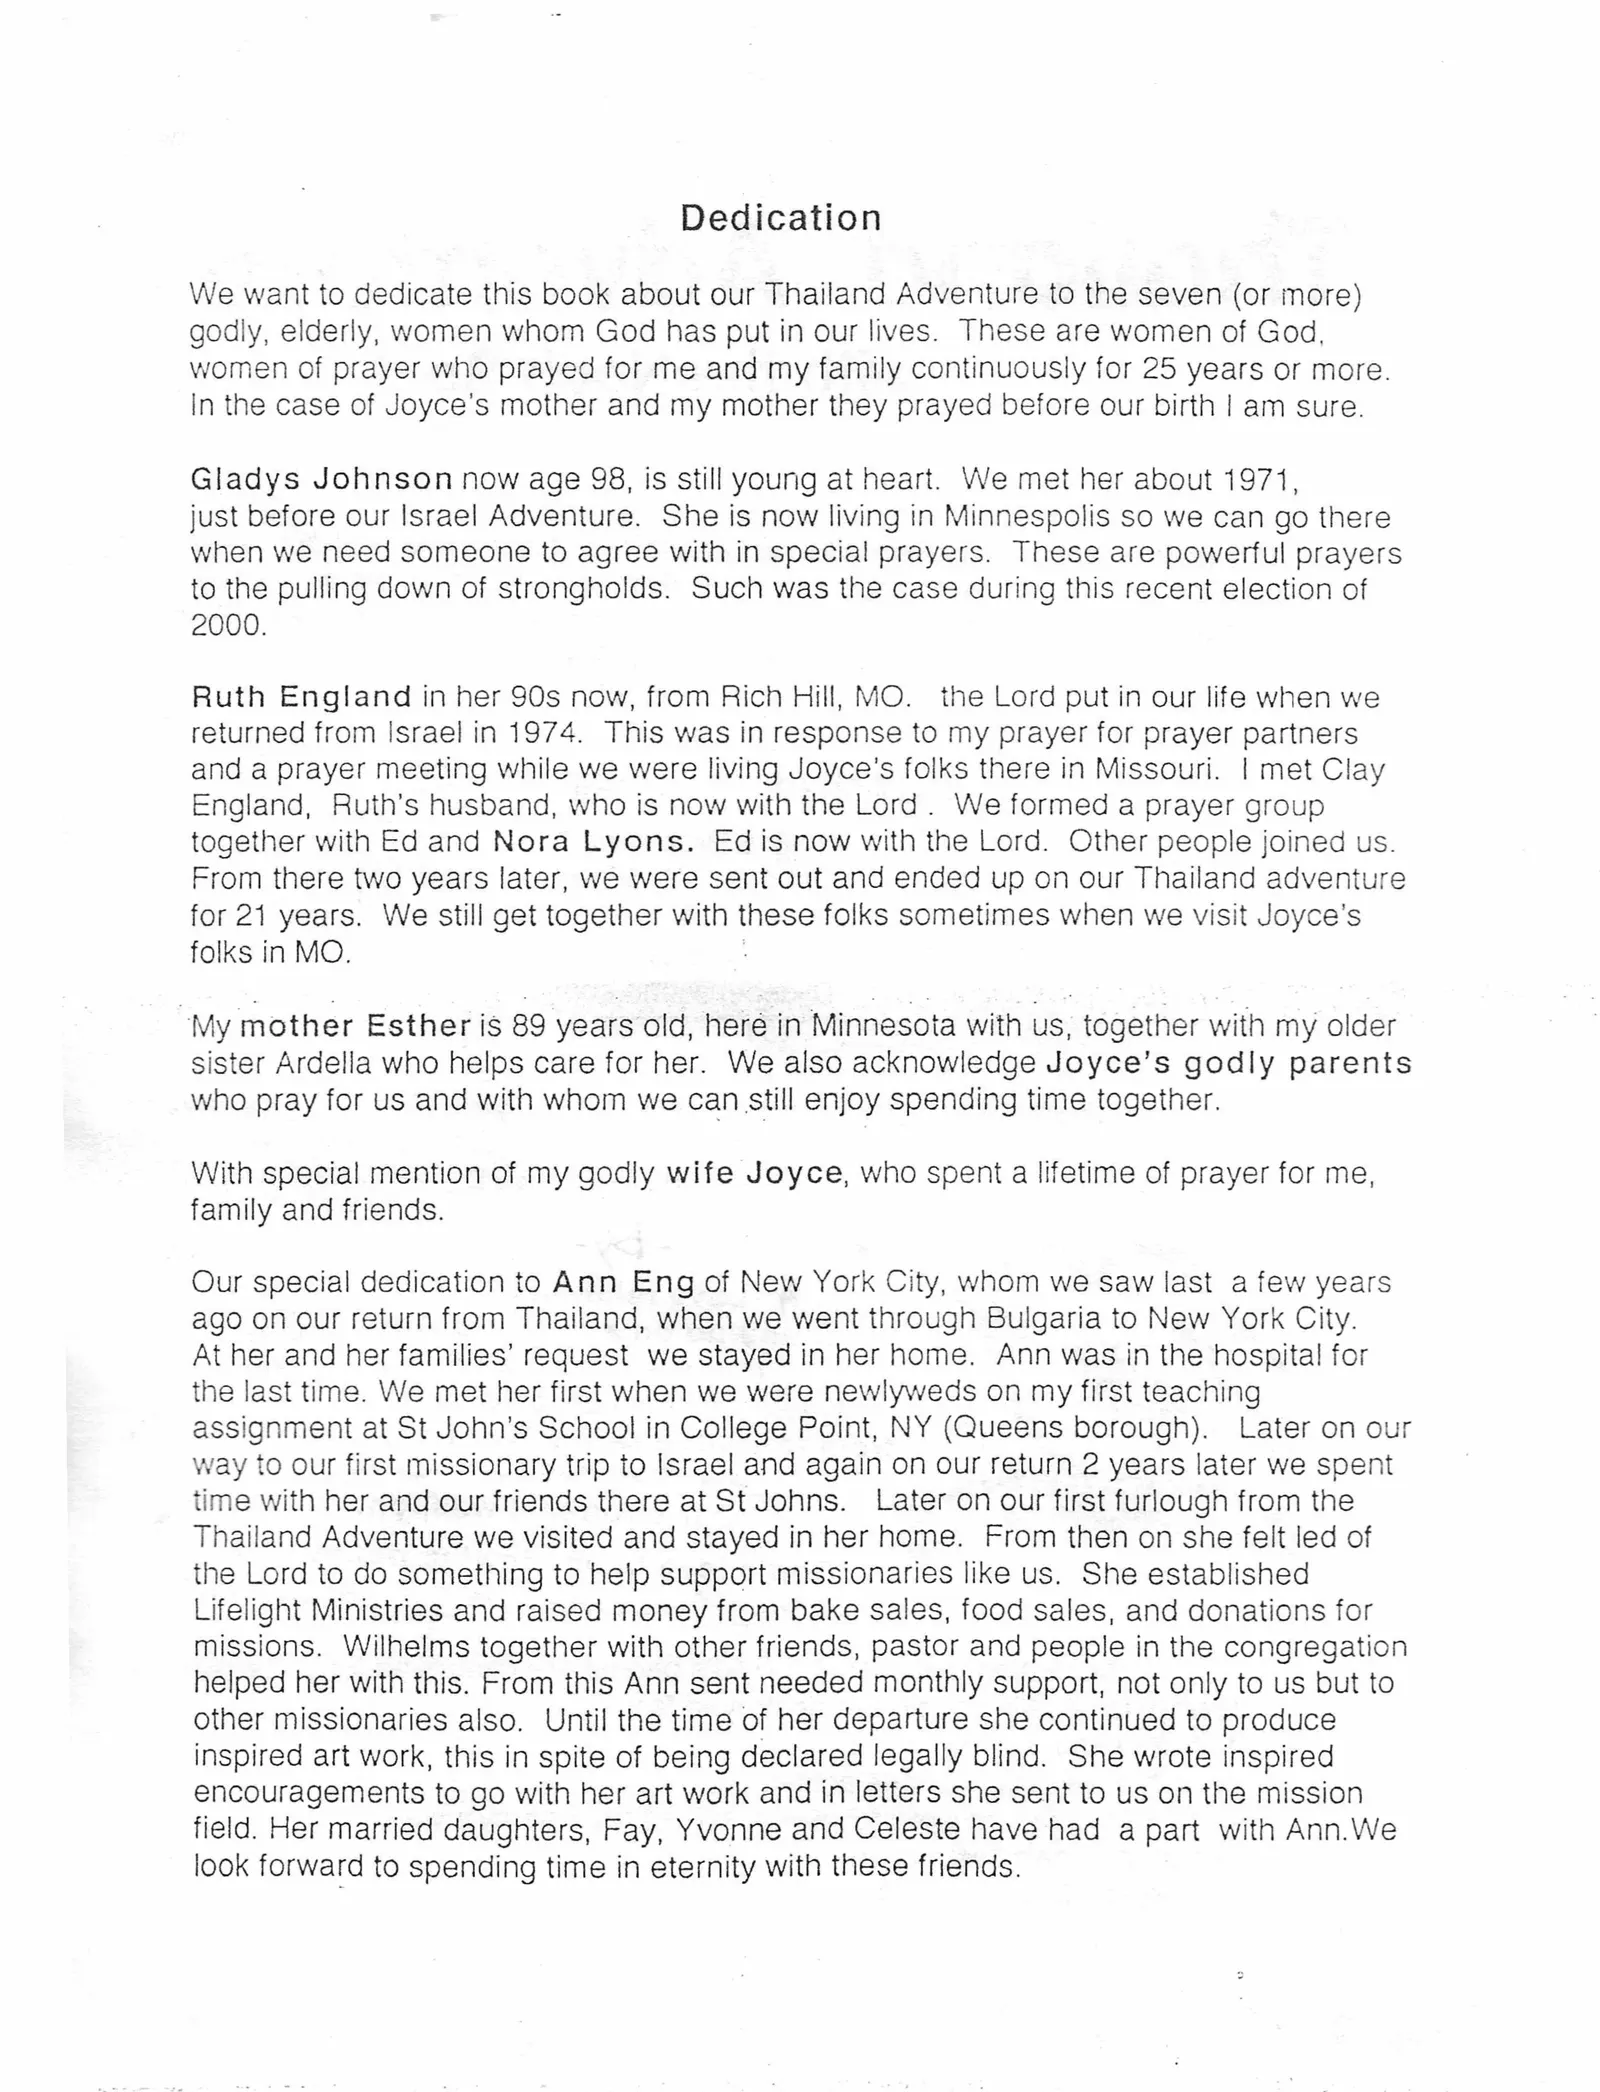 Dedication
We want to dedicate this book about our Thailand Adventure to the seven (or more)
godly, elderly, women whom God has put in our lives. These are women of God,
women of prayer who prayed for me and my family continuously for 25 years or more.
In the case of Joyce's mother and my mother they prayed before our birth I am sure.
Gladys Johnson now age 98, is still young at heart. We met her about 1971,
just before our Israel Adventure. She is now living in Minnespolis so we can go there
when we need someone to agree with in special prayers. These are powerful prayers
to the pulling down of strongholds. Such was the case during this recent election of
2000.
Ruth England in her 90s now, from Rich Hill, MO. the Lord put in our life when we
returned from Israel in 1974. This was in response to my prayer for prayer partners
and a prayer meeting while we were living Joyce's folks there in Missouri. I met Clay
England, Ruth's husband, who is now with the Lord . We formed a prayer group
together with Ed and Nora Lyons. Ed is now with the Lord. Other people joined us.
From there two years later, we were sent out and ended up on our Thailand adventure
for 21 years. We still get together with these folks sometimes when we visit Joyce's
folks in MO.
My mother Esther is 89 years old, here in Minnesota with us, together with my older
sister Ardella who helps care for her. We also acknowledge Joyce's godly parents
who pray for us and with whom we can still enjoy spending time together.
With special mention of my godly wife Joyce, who spent a lifetime of prayer for me,
family and friends.
Our special dedication to Ann Eng of New York City, whom we saw last a few years
ago on our return from Thailand, when we went through Bulgaria to New York City.
At her and her families' request we stayed in her home. Ann was in the hospital for
the last time. We met her first when we were newlyweds on my first teaching
assignment at St John's School in College Point, NY (Queens borough). Later on our
way to our first missionary trip to Israel and again on our return 2 years later we spent
time with her and our friends there at St Johns. Later on our first furlough from the
Thailand Adventure we visited and stayed in her home. From then on she felt led of
the Lord to do something to help support missionaries like us. She established
Lifelight Ministries and raised money from bake sales, food sales, and donations for
missions. Wilhelms together with other friends, pastor and people in the congregation
helped her with this. From this Ann sent needed monthly support, not only to us but to
other missionaries also. Until the time of her departure she continued to produce
inspired art work, this in spite of being declared legally blind. She wrote inspired
encouragements to go with her art work and in letters she sent to us on the mission
field. Her married daughters, Fay, Yvonne and Celeste have had a part with Ann.We
look forward to spending time in eternity with these friends.